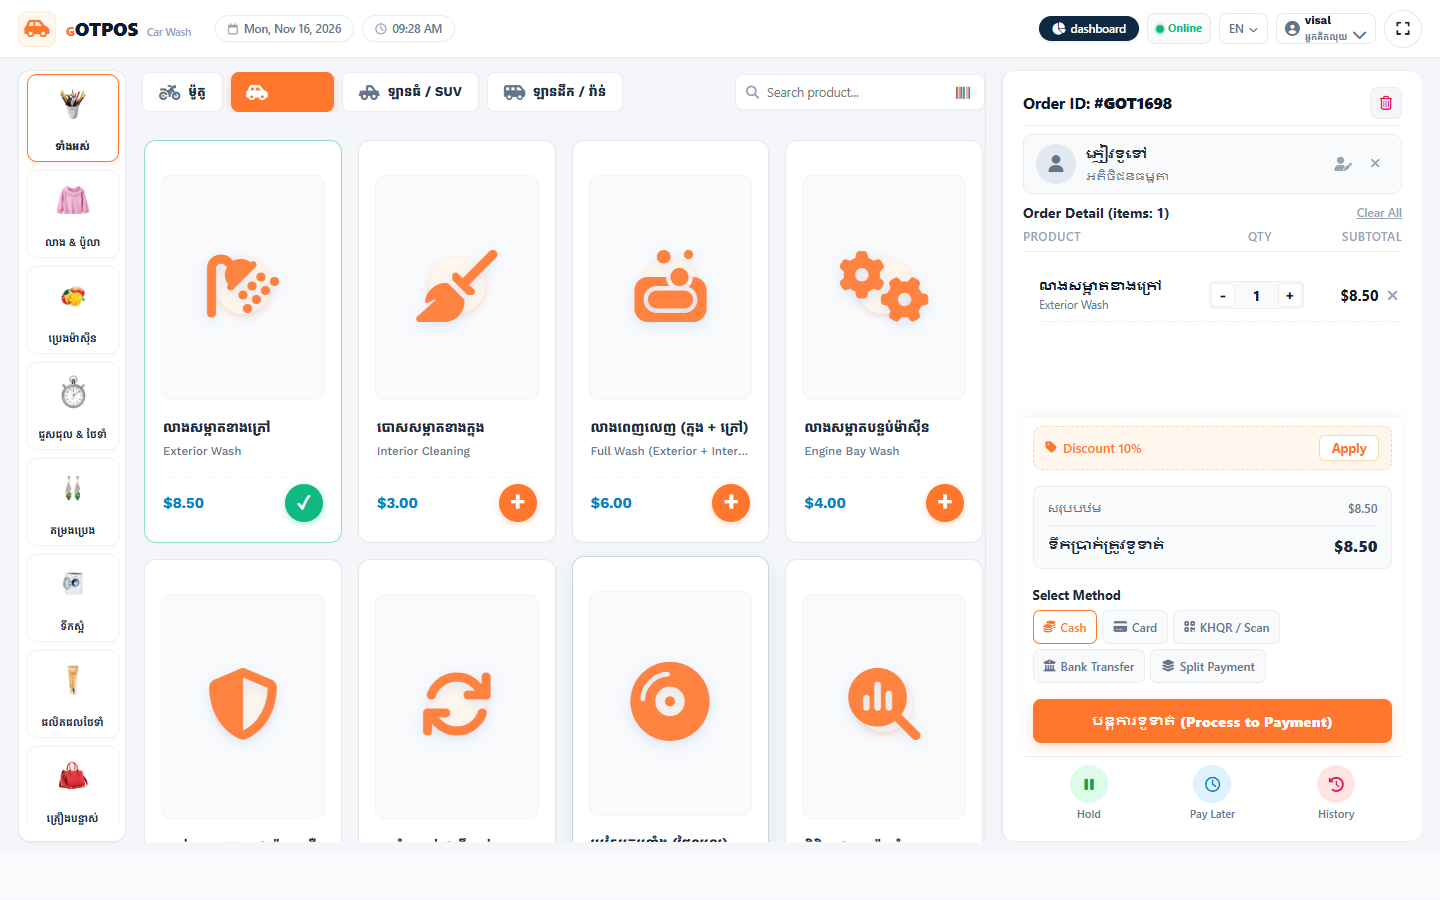 GOTPOS Car Wash
Mon, Nov 16, 2026
09:28 AM
dashboard
Online
EN
visal
អ្នកគិតលុយ
ទាំងអស់
លាង & ប៉ូលា
ប្រេងម៉ាស៊ីន
ជួសជុល & ថែទាំ
តម្រងប្រេង
ទឹកស្អំ
ផលិតផលថែទាំ
គ្រឿងបន្លាស់
ម៉ូតូ
ឡានធំ / SUV
ឡានដឹក / វ៉ាន់
Search product...
លាងសម្អាតខាងក្រៅ
Exterior Wash
$8.50
បោសសម្អាតខាងក្នុង
Interior Cleaning
$3.00
លាងពេញលេញ (ក្នុង + ក្រៅ)
Full Wash (Exterior + Inter...
$6.00
លាងសម្អាតបន្ទប់ម៉ាស៊ីន
Engine Bay Wash
$4.00
Order ID: #GOT1698
ភ្ញៀវទូទៅ
អតិថិជនធម្មតា
Order Detail (items: 1)
Clear All
PRODUCT QTY SUBTOTAL
លាងសម្អាតខាងក្រៅ
Exterior Wash
- 1 +
$8.50
Discount 10%
Apply
សរុបបឋម $8.50
ទឹកប្រាក់ត្រូវទូទាត់ $8.50
Select Method
Cash
Card
KHQR / Scan
Bank Transfer
Split Payment
បន្តការទូទាត់ (Process to Payment)
Hold
Pay Later
History